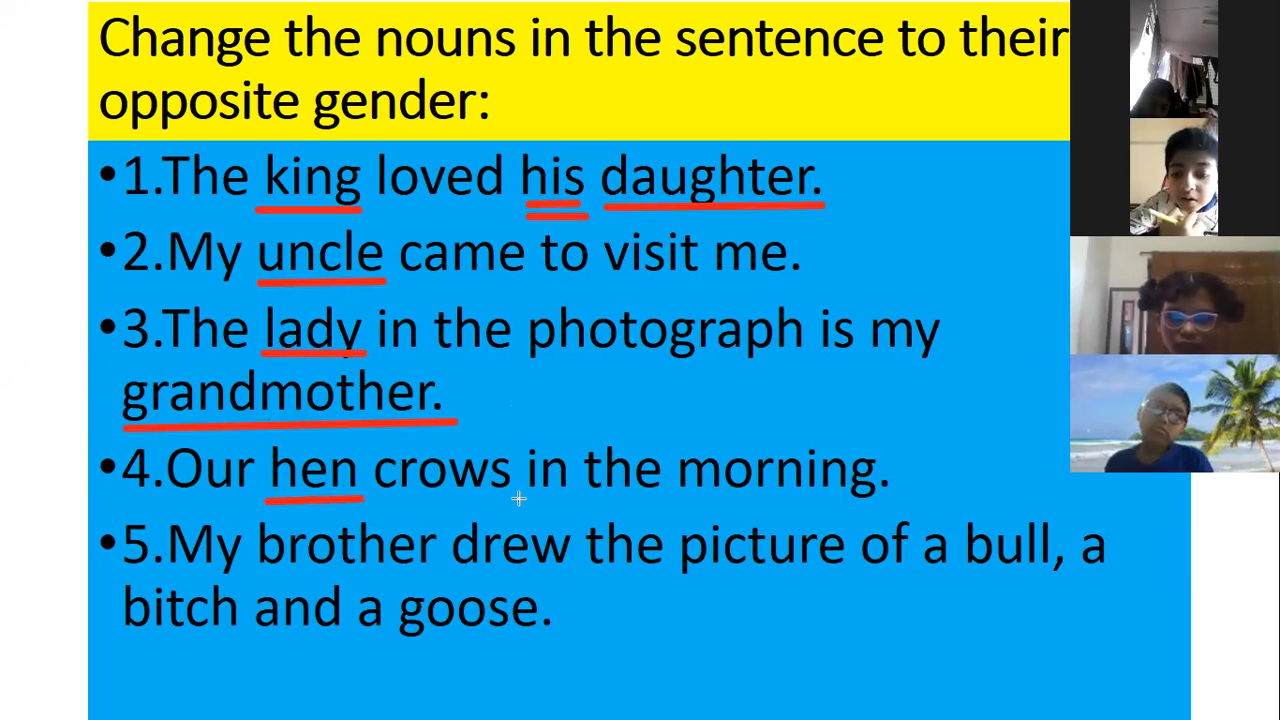 Change the nouns in the sentence to their
opposite gender:
•1.The king loved his daughter.
•2.My uncle came to visit me.
•3.The lady in the photograph is my
grandmother.
•4.Our hen crows in the morning.
•5.My brother drew the picture of a bull, a
bitch and a goose.